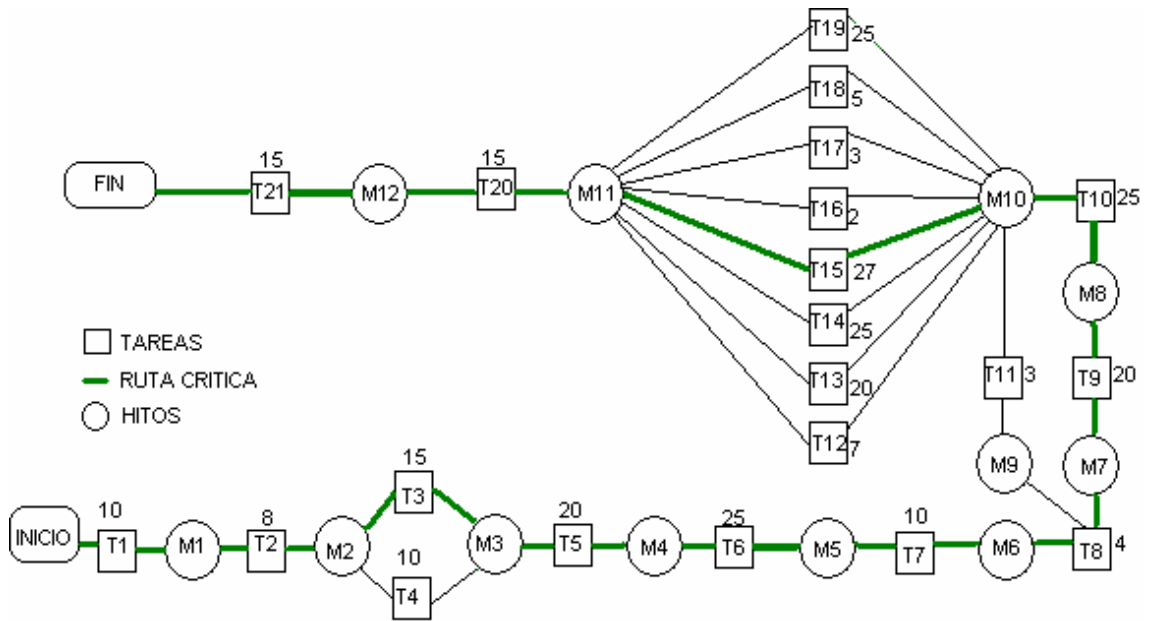 T19 25
T18 5
T17 3
15 15
FIN T21 M12 T20 M11 T16 2 M10 T10 25
T15 27
M8
T14 25
TAREAS
RUTA CRITICA
HITOS
T13 20
T11 3
T9 20
T12 7
M9
M7
15
T3
INICIO
10
T1
M1
8
T2
M2
10
T4
M3
20
T5
M4
25
T6
M5
10
T7
M6
T8 4